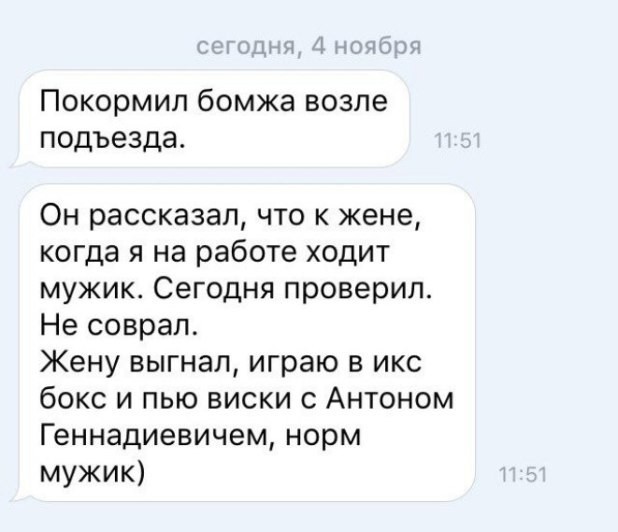 сегодня, 4 ноября
Покормил бомжа возле
подъезда.
11:51
Он рассказал, что к жене,
когда я на работе ходит
мужик. Сегодня проверил.
Не соврал.
Жену выгнал, играю в икс
бокс и пью виски с Антоном
Геннадиевичем, норм
мужик)
11:51